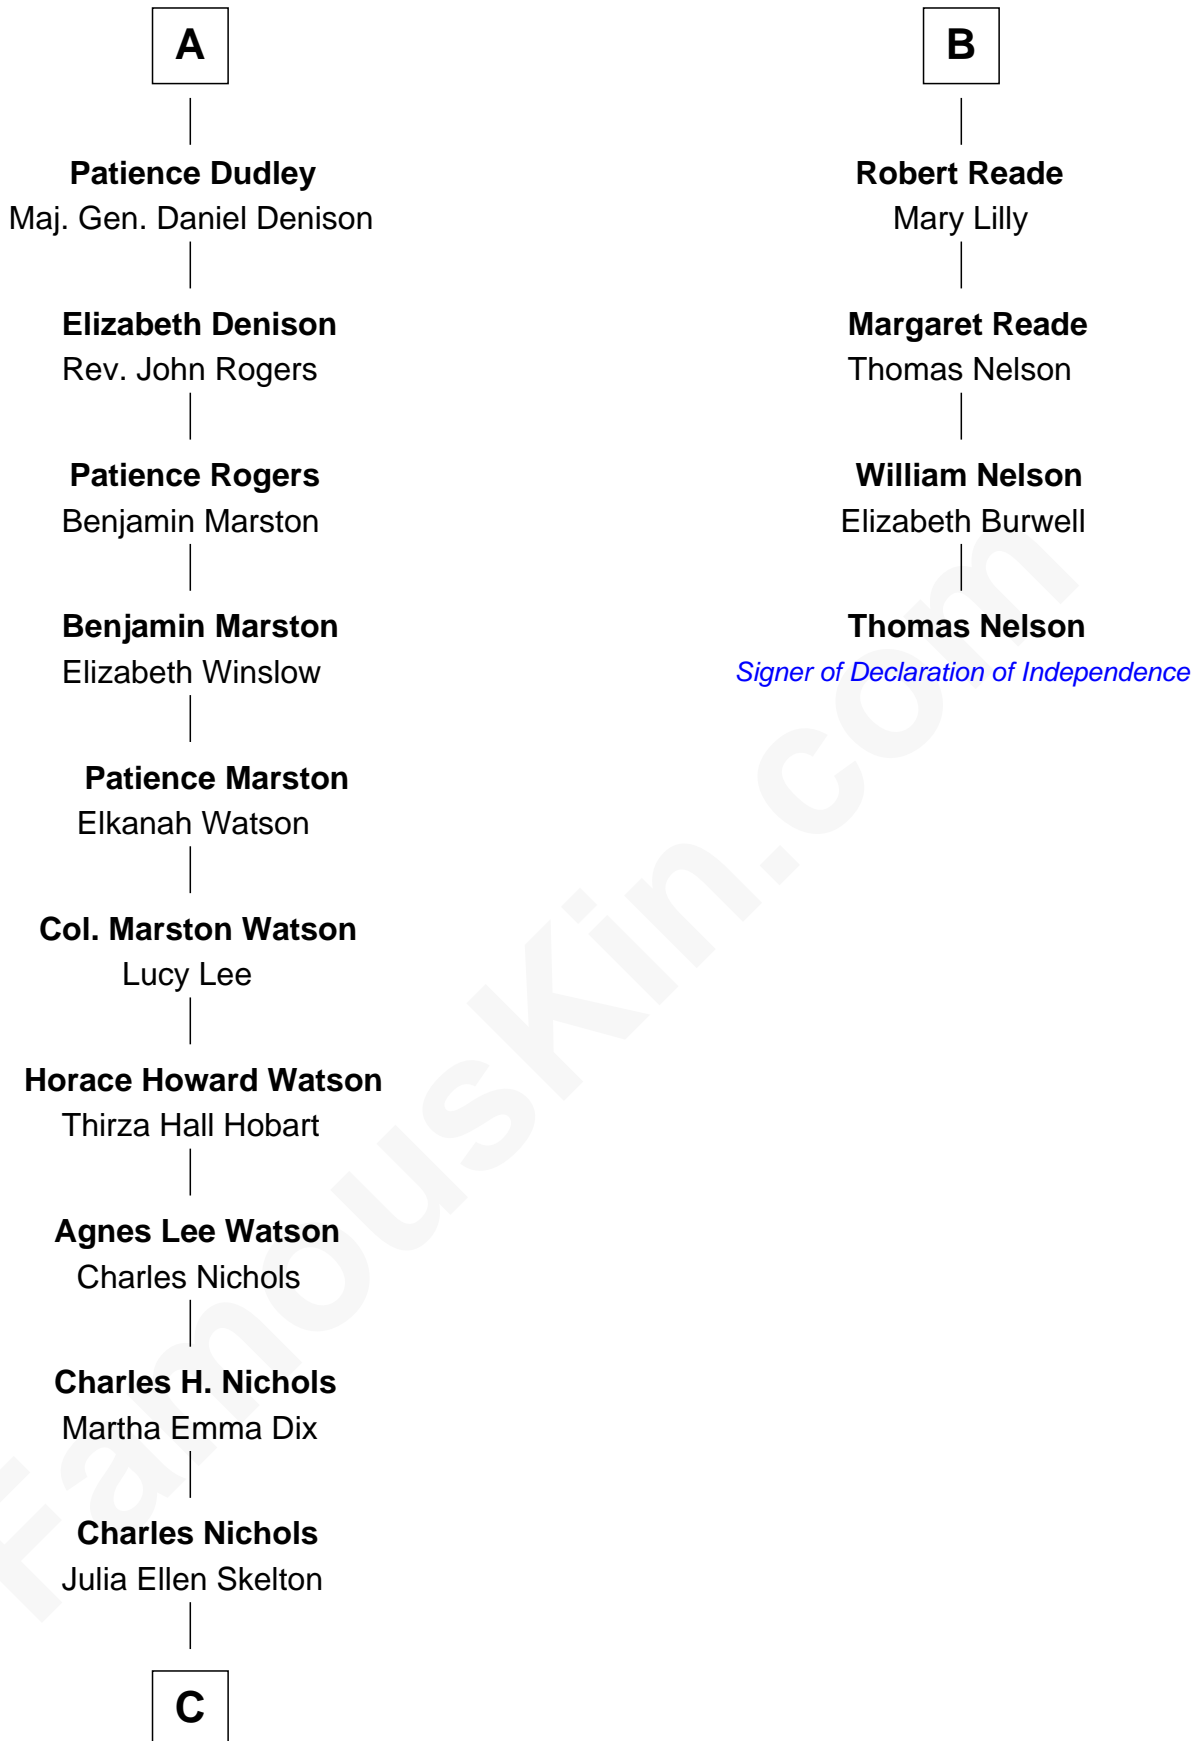 A
Patience Dudley
Maj. Gen. Daniel Denison
Elizabeth Denison
Rev. John Rogers
Patience Rogers
Benjamin Marston
Benjamin Marston
Elizabeth Winslow
Patience Marston
Elkanah Watson
Col. Marston Watson
Lucy Lee
Horace Howard Watson
Thirza Hall Hobart
Agnes Lee Watson
Charles Nichols
Charles H. Nichols
Martha Emma Dix
Charles Nichols
Julia Ellen Skelton
C
B
Robert Reade
Mary Lilly
Margaret Reade
Thomas Nelson
William Nelson
Elizabeth Burwell
Thomas Nelson
Signer of Declaration of Independence
FamousKin.com